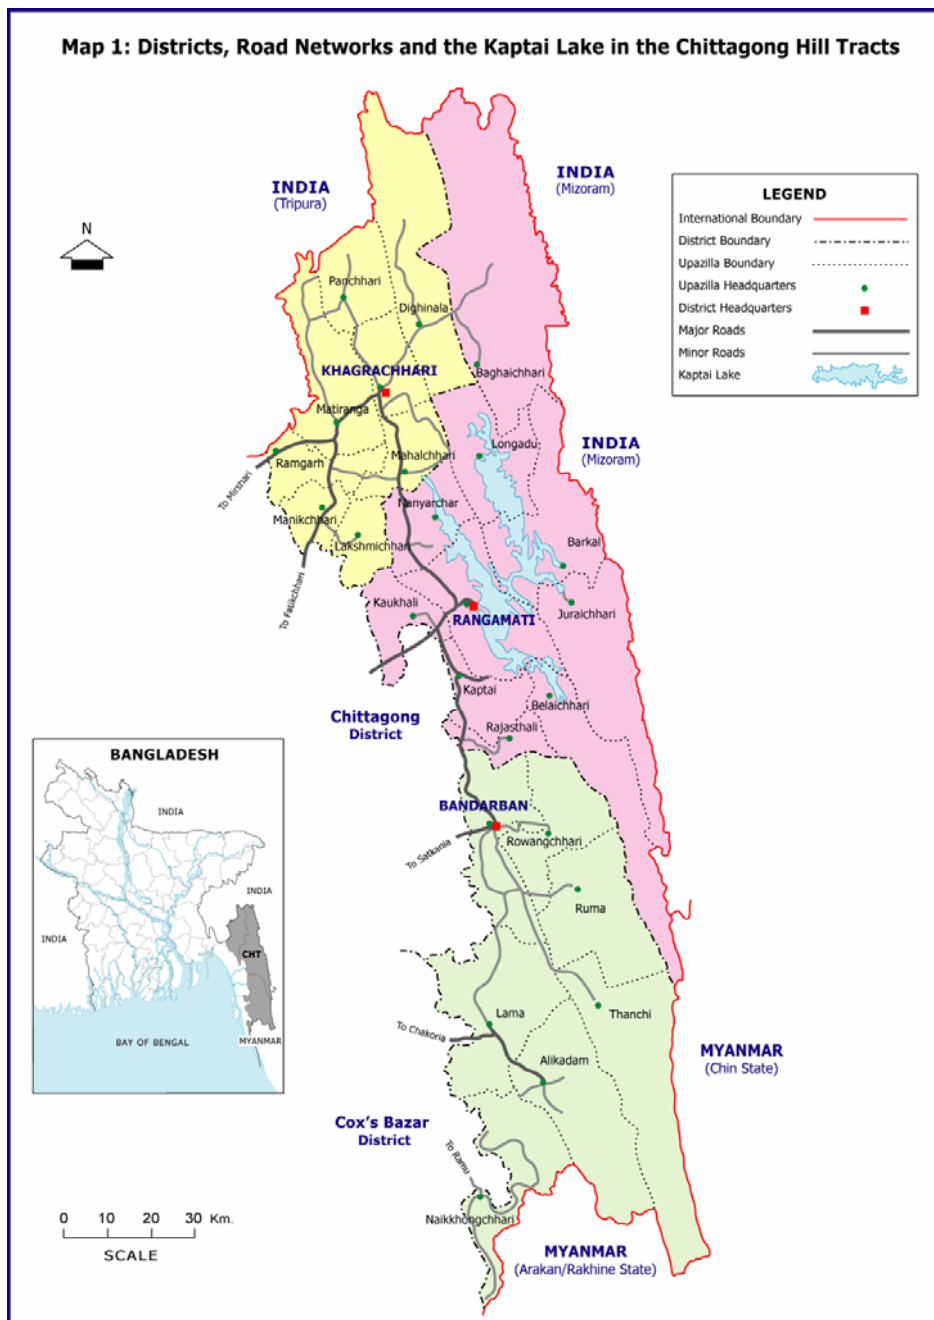 Map 1: Districts, Road Networks and the Kaptai Lake in the Chittagong Hill Tracts
INDIA
(Tripura)
INDIA
(Mizoram)
N
LEGEND
International Boundary
District Boundary
Upazilla Boundary
Upazilla Headquarters
District Headquarters
Major Roads
Minor Roads
Kaptai Lake
Panchhari
Dighinala
KHAGRACHHARI
Baghaichhari
Matiranga
INDIA
(Mizoram)
Longadu
Ramgarh
Mahalchhari
To Mirshari
Nanyarchar
Manikchhari
Lakshmichhari
Barkal
To Fatikchhari
Kaukhali
Juraichhari
RANGAMATI
Kaptai
Belaichhari
Chittagong
District
Rajasthali
BANDARBAN
To Satkania
Rowangchhari
Ruma
Lama
Thanchi
To Chakoria
Alikadam
MYANMAR
(Chin State)
Cox's Bazar
District
To Ramu
Naikkhongchhari
MYANMAR
(Arakan/Rakhine State)
BANGLADESH
INDIA
INDIA
INDIA
CHT
BAY OF BENGAL
MYANMAR
0 10 20 30 Km.
SCALE